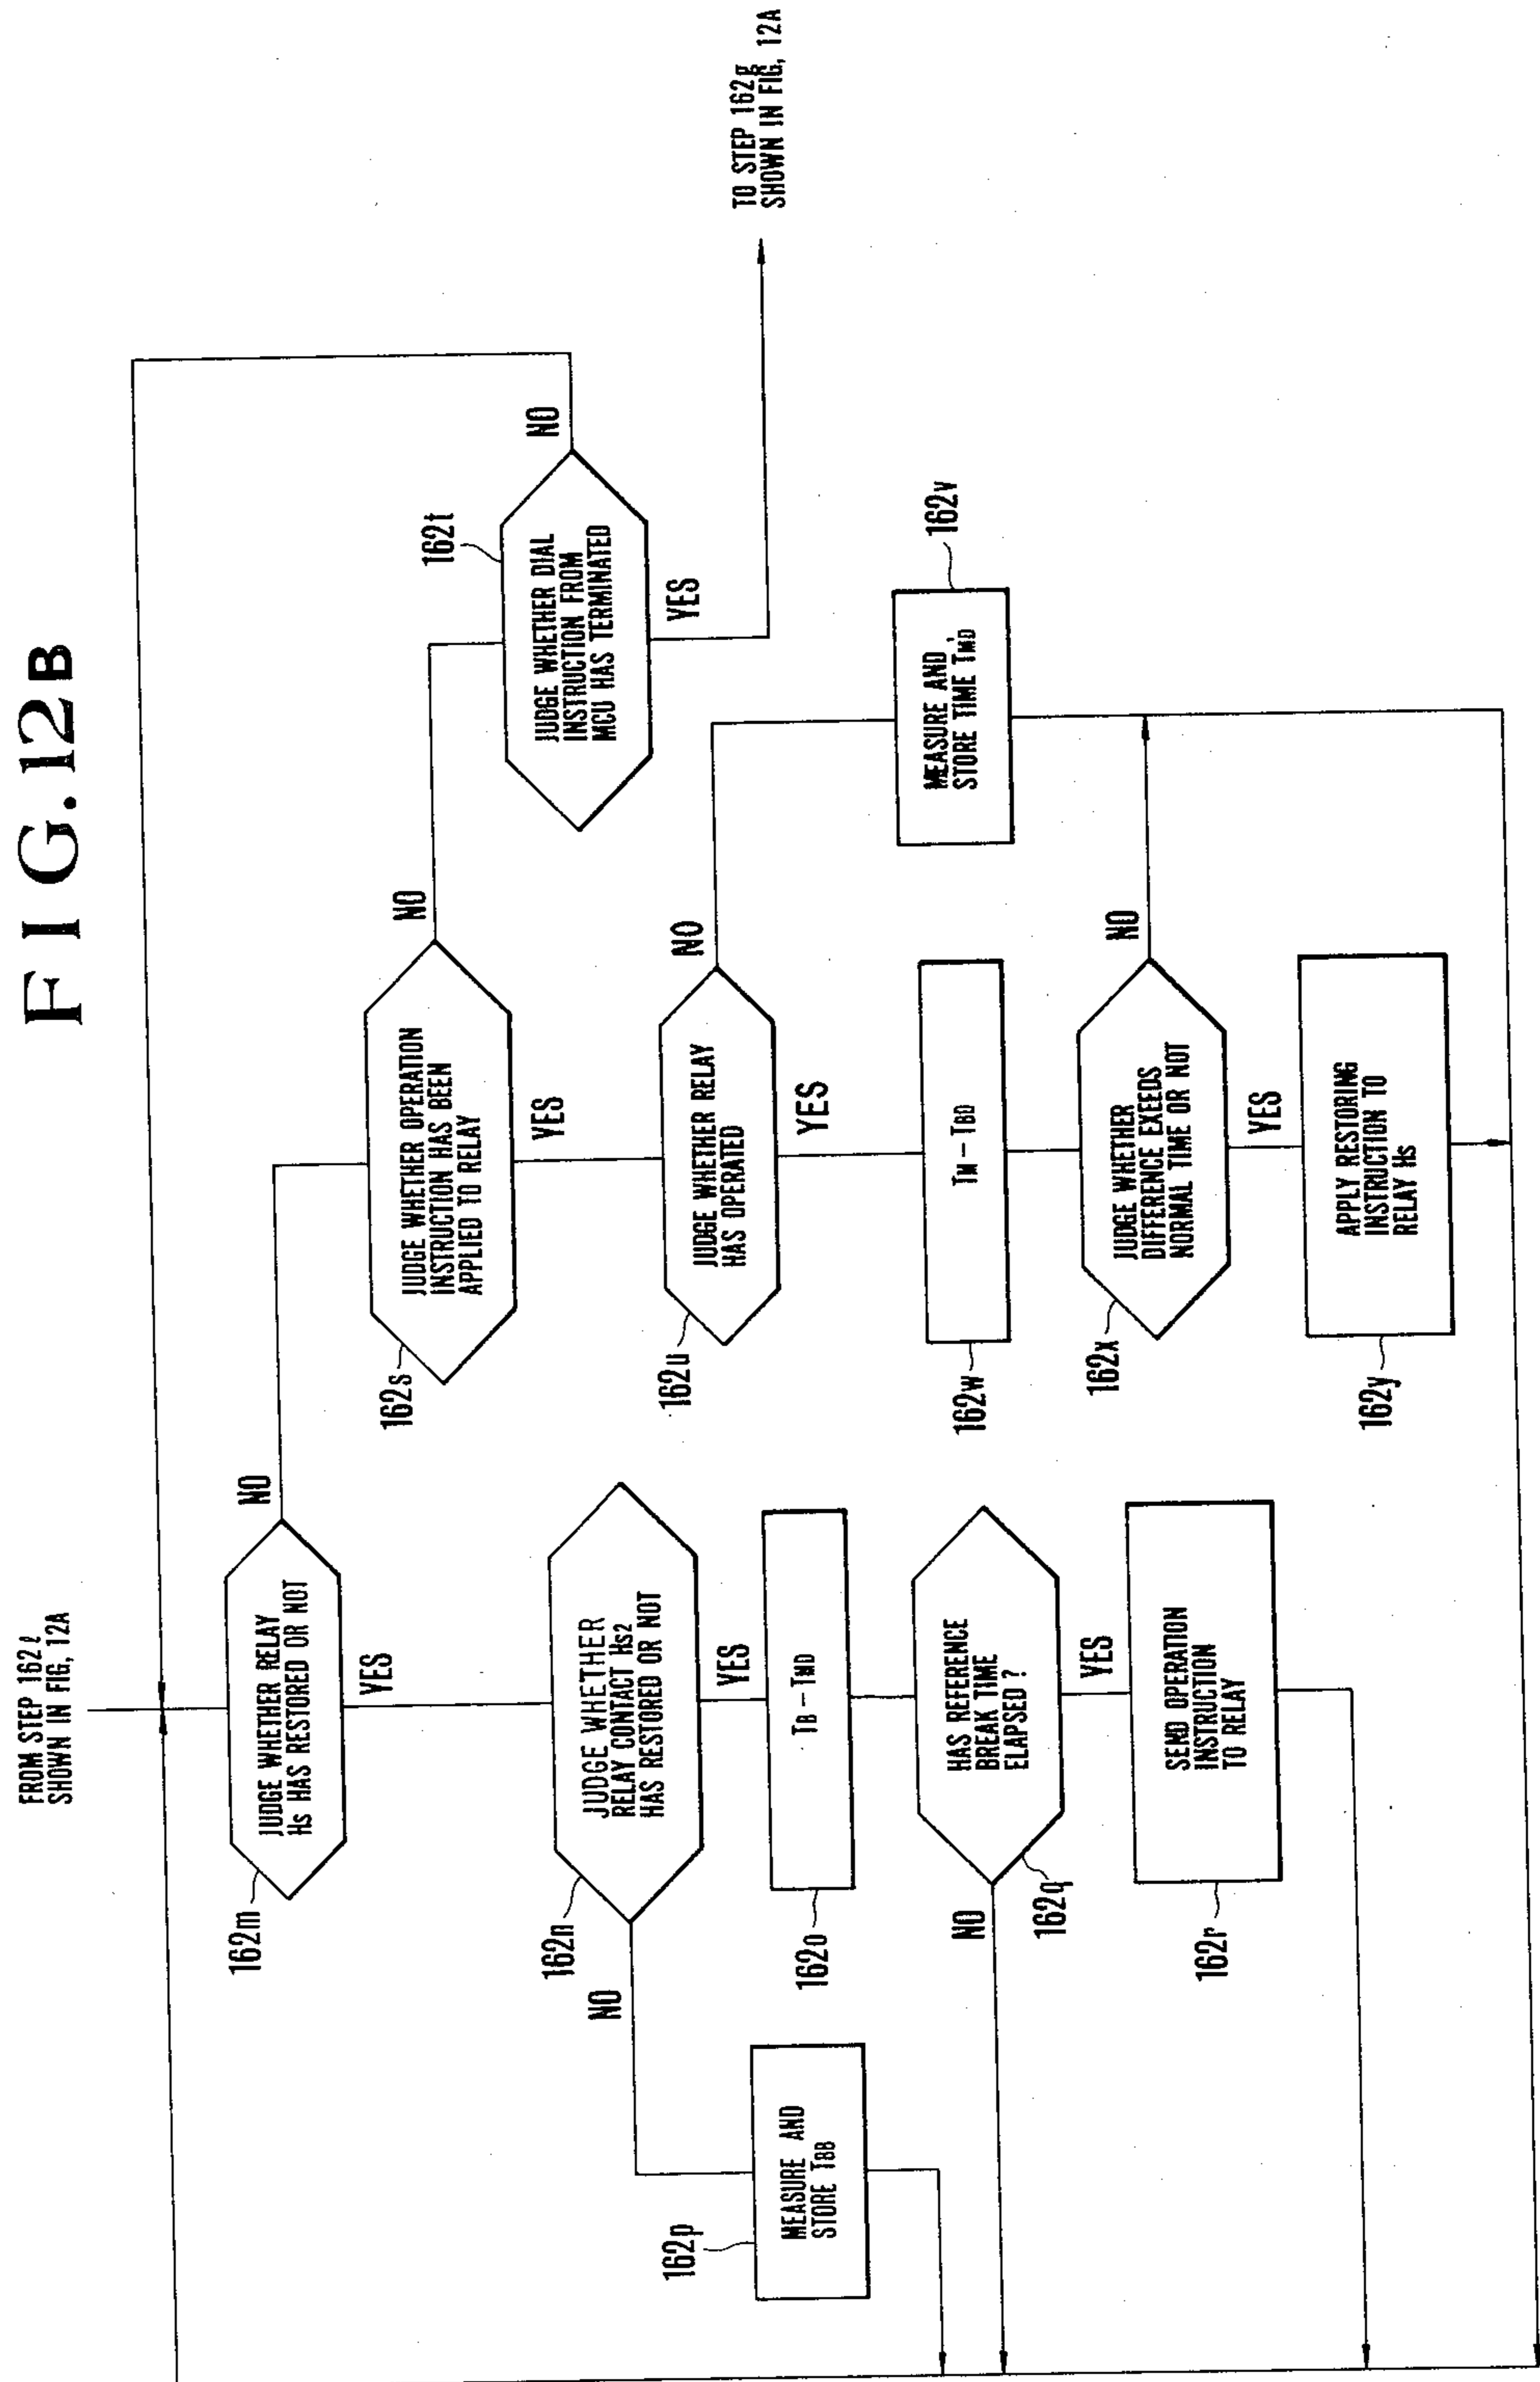 FIG.12B
FROM STEP 162ℓ
SHOWN IN FIG, 12A
162m
JUDGE WHETHER RELAY
Hs HAS RESTORED OR NOT
NO
YES
162n
JUDGE WHETHER
RELAY CONTACT Hs2
HAS RESTORED OR NOT
NO
YES
162p
MEASURE AND
STORE TBB
162o
TB-TMD
162q
HAS REFERENCE
BREAK TIME
ELAPSED ?
NO
YES
162r
SEND OPERATION
INSTRUCTION
TO RELAY
162s
JUDGE WHETHER OPERATION
INSTRUCTION HAS BEEN
APPLIED TO RELAY
NO
YES
162t
JUDGE WHETHER DIAL
INSTRUCTION FROM
MCU HAS TERMINATED
NO
YES
TO STEP 162g
SHOWN IN FIG, 12A
162u
JUDGE WHETHER RELAY
HAS OPERATED
NO
YES
162v
MEASURE AND
STORE TIME TMD'
162w
TM-TBD
162x
JUDGE WHETHER
DIFFERENCE EXEEDS
NORMAL TIME OR NOT
NO
YES
162y
APPLY RESTORING
INSTRUCTION TO
RELAY Hs